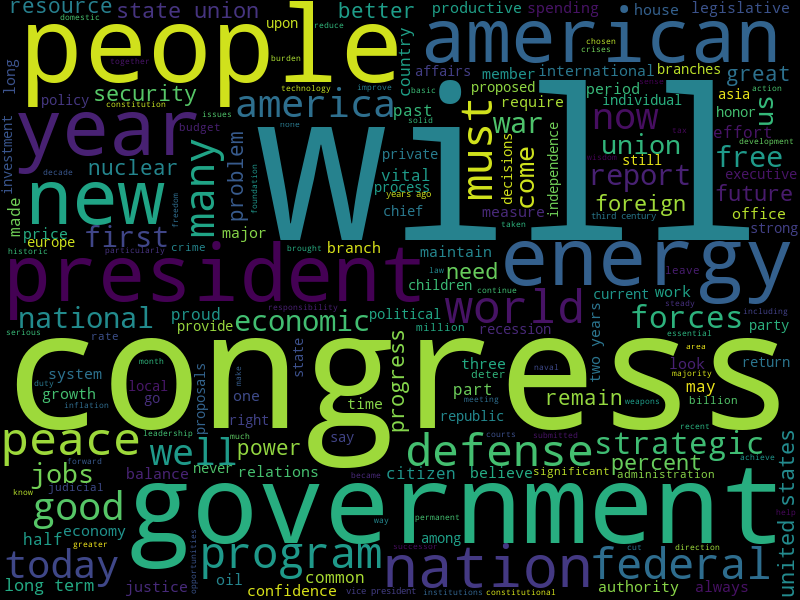 resource
state union
better
productive
spending
house
legislative
domestic
people
upon
reduce
american
chosen
crises
long
together
burden
country
affairs
member
international
branches
great
policy
security
technology
improve
america
constitution
issues
past
basic
proposed
require
period
individual
asia
action
honor
us
year
budget
none
solid
must
war
now
tax
effort
development
investment
nuclear
problem
private
process
vital
decisions
come
independence
union
wisdom
free
executive
decade
many
will
still
report
new
freedom
foundation
years ago
chief
measure
foreign
future
made
price
europe
first
crime
major
taken
third century
office
strong
historic
particularly
brought
branch
president
law
maintain
energy
need
continue
leave
children
world
current
work
steady
including
national
proud
responsibility
provide
economic
political
million
recession
forces
party
essential
serious
rate
state
progress
congress
month
system
growth
duty
inflation
local
go
proposals
one
right
time
three
deter
part
naval
republic
meeting
weapons
two years
remain
look
majority
area
may
billion
return
recent
peace
leadership
much
make
say
well
power
courts
submitted
defense
strategic
percent
achieve
jobs
forward
judicial
balance
never
relations
became
citizen
believe
significant
administration
know
good
government
help
united states
half
economy
greater
way
permanent
among
today
opportunities
program
nation
successor
cut
direction
federal
long term
justice
oil
common
confidence
vice president
institutions
constitutional
authority
always